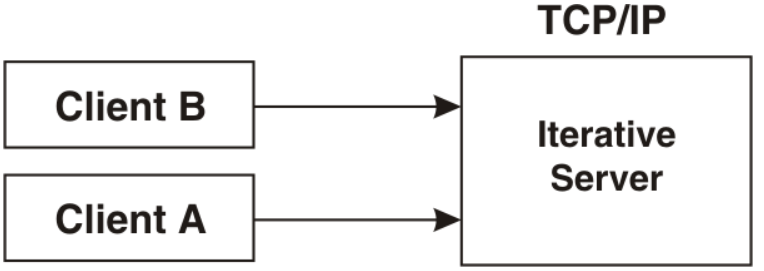 TCP/IP
Client B
Iterative
Server
Client A